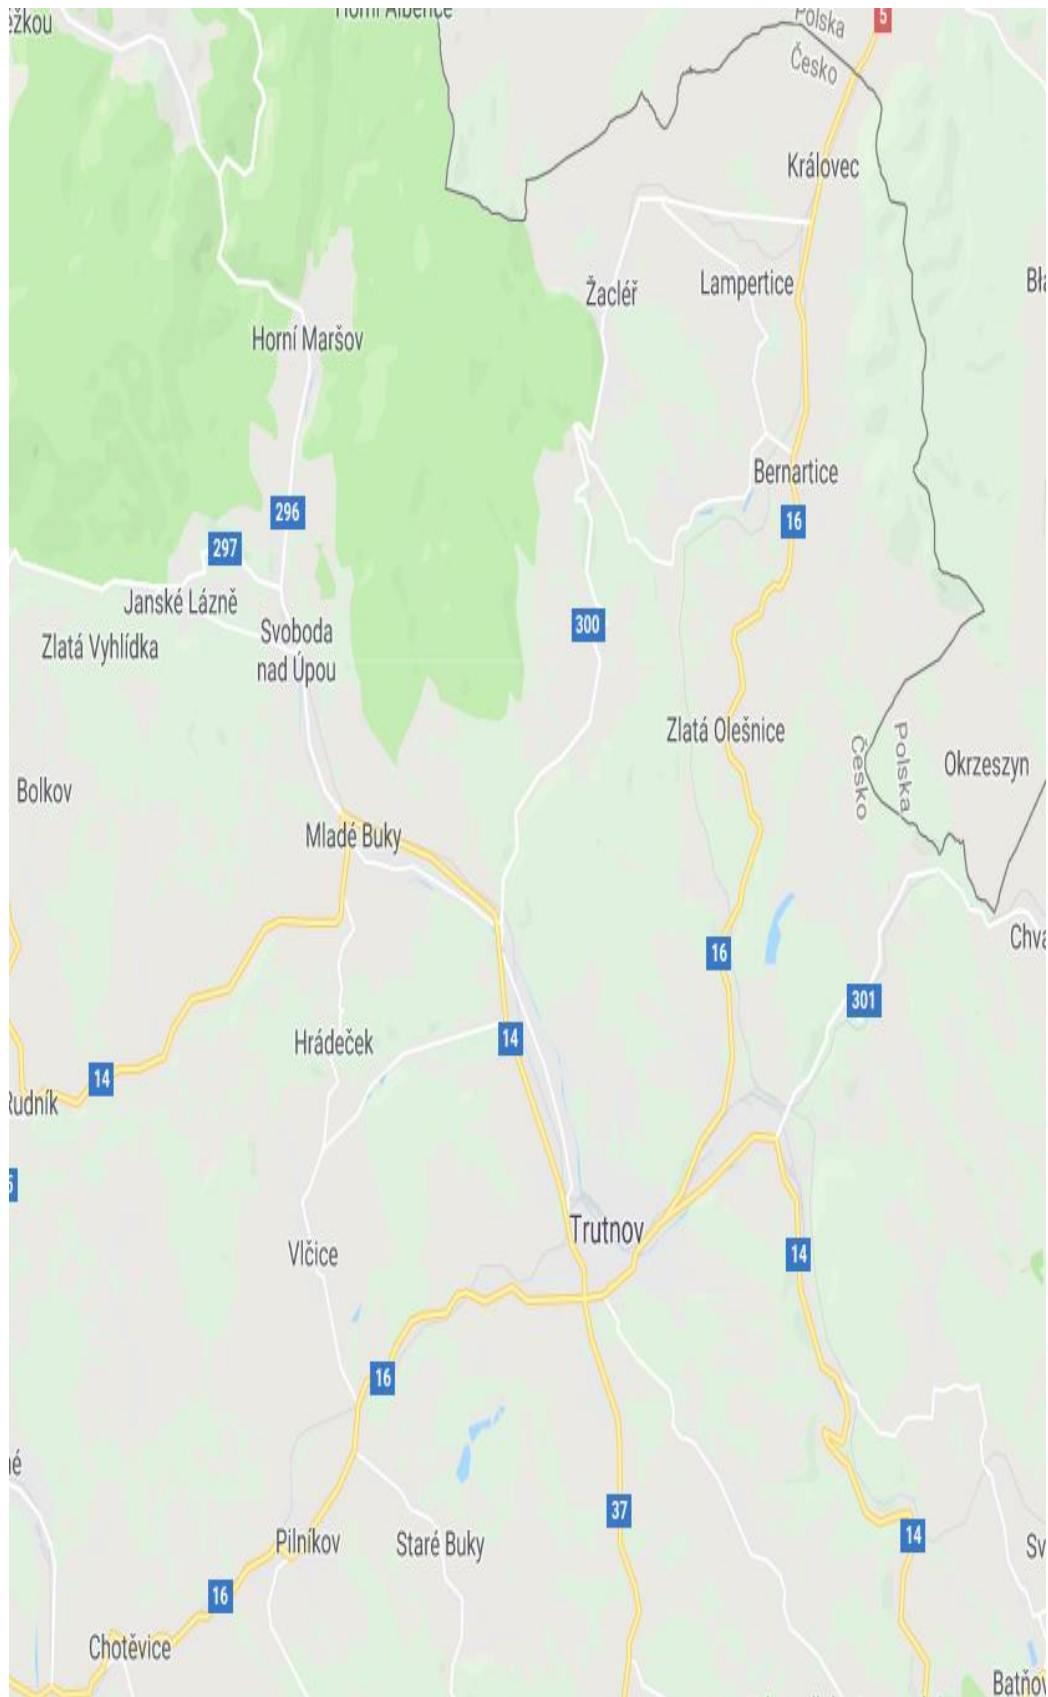 Polska
5
Česko
Královec
Lampertice
Žacléř
Horní Maršov
Bernartice
296
16
297
Janské Lázně
300
Svoboda
nad Úpou
Zlatá Vyhlídka
Zlatá Olešnice
Polska
Česko
Okrzeszyn
Bolkov
Mladé Buky
16
301
Hrádeček
14
14
Trutnov
Vlčice
14
16
37
14
Pilníkov
Staré Buky
16
Chotěvice